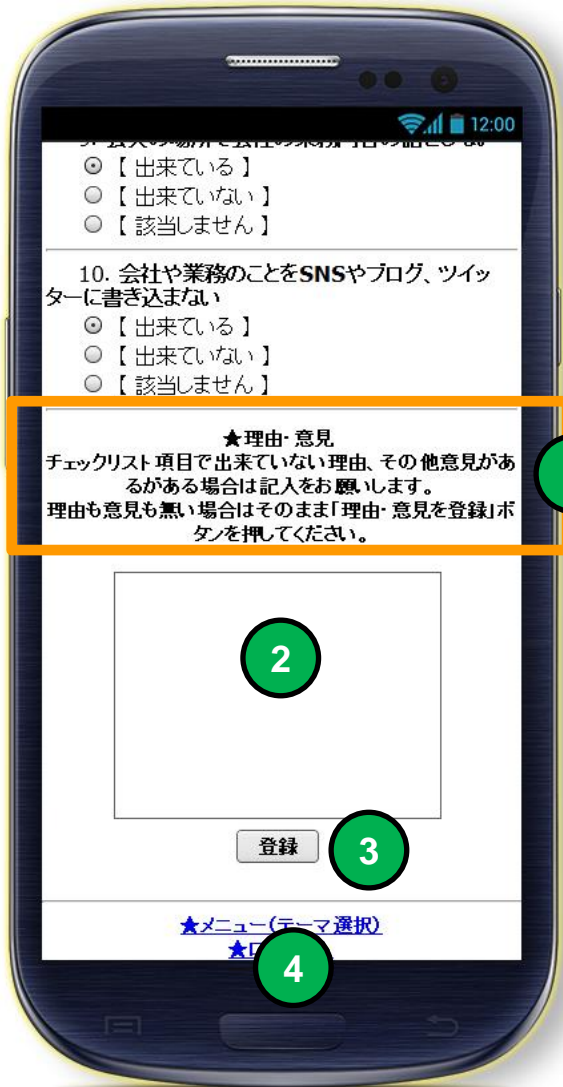 12:00
【 出来ている 】
【 出来ていない 】
【 該当しません 】
10. 会社や業務のことをSNSやブログ、ツイッ
ターに書き込まない
【 出来ている 】
【 出来ていない 】
【 該当しません 】
★理由・意見
チェックリスト項目で出来ていない理由、その他意見があ
るがある場合は記入をお願いします。
理由も意見も無い場合はそのまま「理由・意見を登録」ボ
タンを押してください。
2
登録
3
★メニュー(テーマ選択)
4